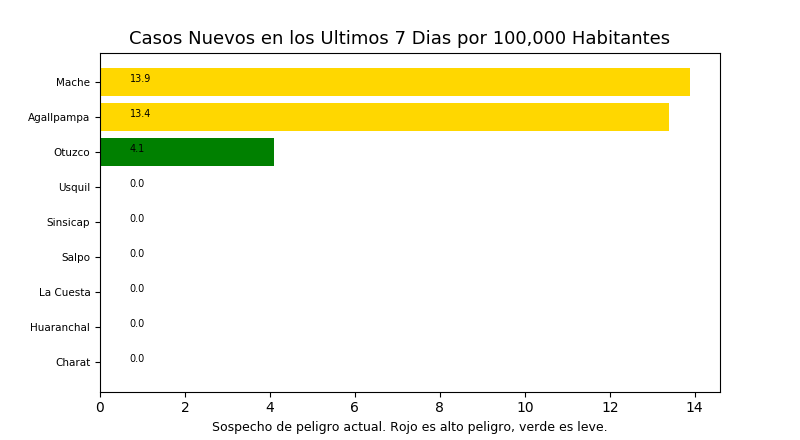 Casos Nuevos en los Ultimos 7 Dias por 100,000 Habitantes
Mache 13.9
Agallpampa 13.4
Otuzco 4.1
Usquil 0.0
Sinsicap 0.0
Salpo 0.0
La Cuesta 0.0
Huaranchal 0.0
Charat 0.0
0 2 4 6 8 10 12 14
Sospecho de peligro actual. Rojo es alto peligro, verde es leve.